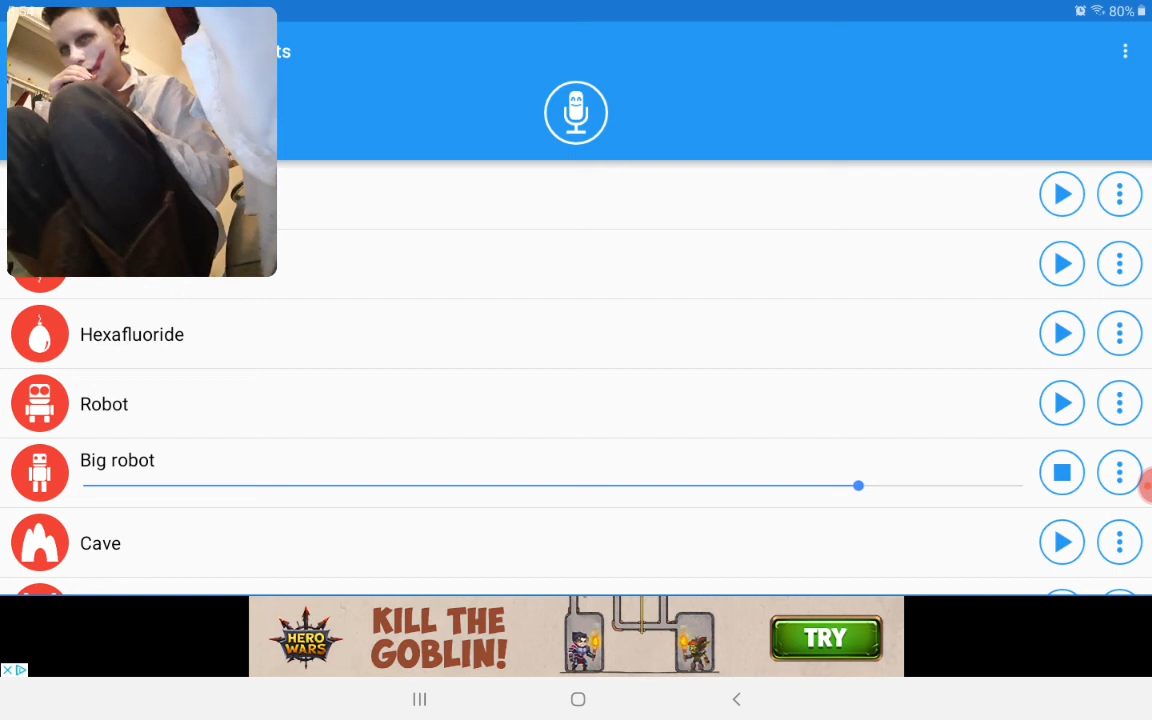 ts
80%
Hexafluoride
Robot
Big robot
Cave
HERO
WARS
KILL THE
GOBLIN!
TRY